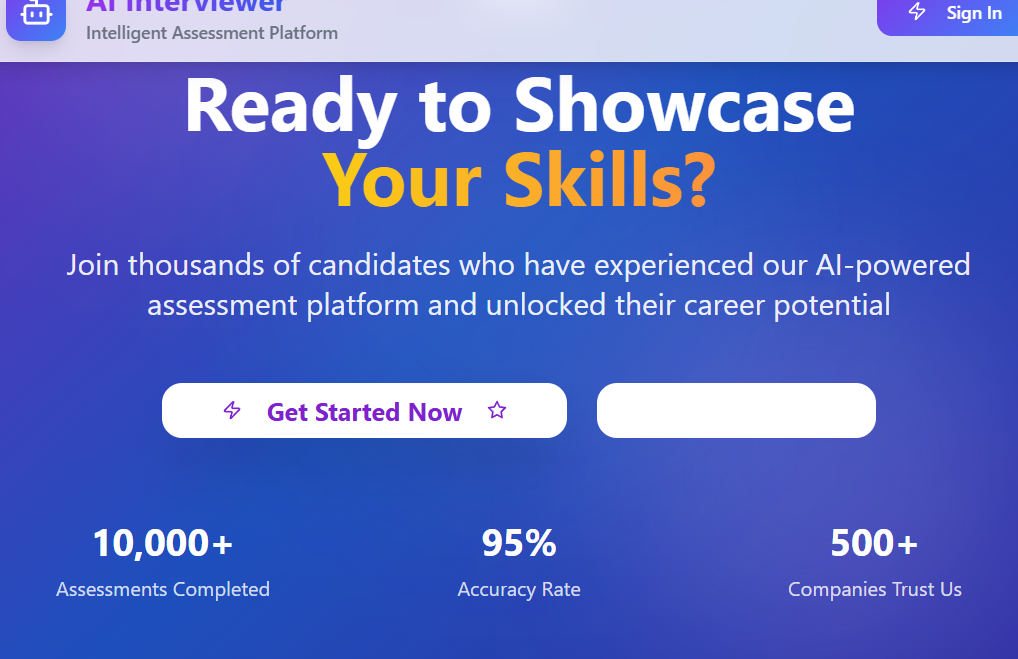 AI Interviewer
Intelligent Assessment Platform
Sign In
Ready to Showcase
Your Skills?
Join thousands of candidates who have experienced our AI-powered
assessment platform and unlocked their career potential
Get Started Now
10,000+
95%
500+
Assessments Completed
Accuracy Rate
Companies Trust Us